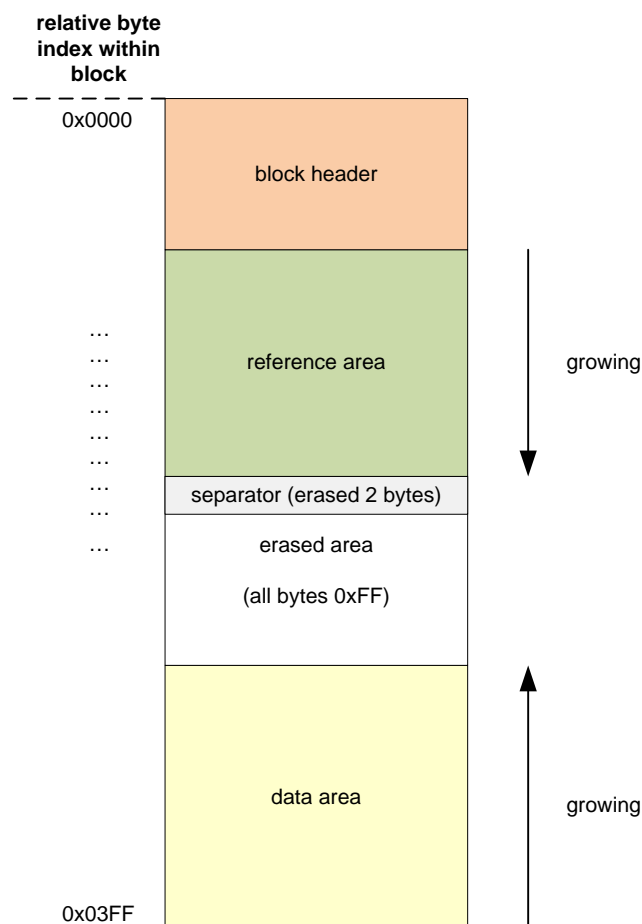 relative byte
index within
block
0x0000
block header
…
…
reference area
growing
…
…
…
…
…
separator (erased 2 bytes)
…
…
erased area
(all bytes 0xFF)
data area
growing
0x03FF